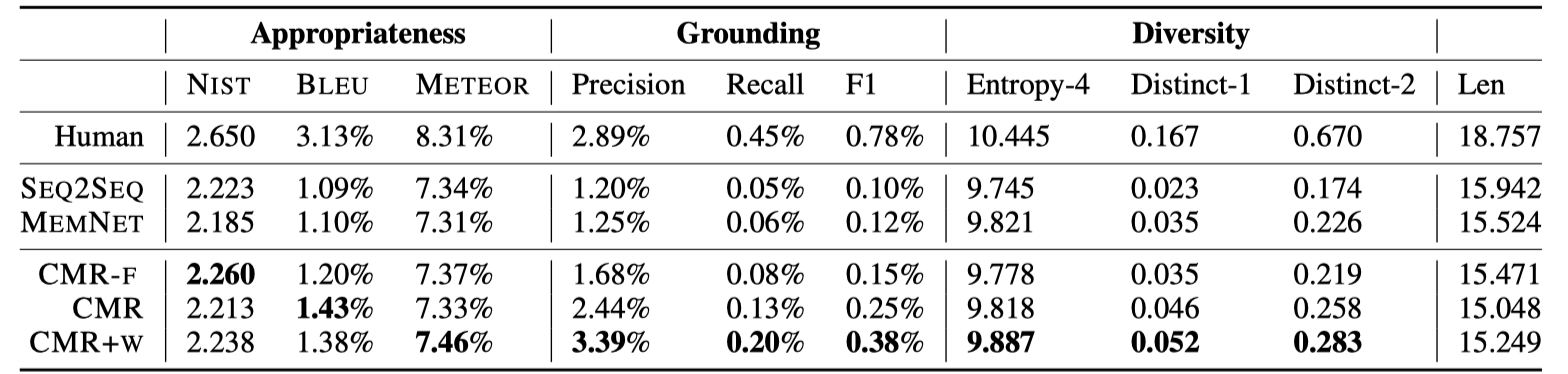 Appropriateness Grounding Diversity
NIST BLEU METEOR Precision Recall F1 Entropy-4 Distinct-1 Distinct-2 Len
Human 2.650 3.13% 8.31% 2.89% 0.45% 0.78% 10.445 0.167 0.670 18.757
SEQ2SEQ 2.223 1.09% 7.34% 1.20% 0.05% 0.10% 9.745 0.023 0.174 15.942
MEMNET 2.185 1.10% 7.31% 1.25% 0.06% 0.12% 9.821 0.035 0.226 15.524
CMR-F 2.260 1.20% 7.37% 1.68% 0.08% 0.15% 9.778 0.035 0.219 15.471
CMR 2.213 1.43% 7.33% 2.44% 0.13% 0.25% 9.818 0.046 0.258 15.048
CMR+W 2.238 1.38% 7.46% 3.39% 0.20% 0.38% 9.887 0.052 0.283 15.249